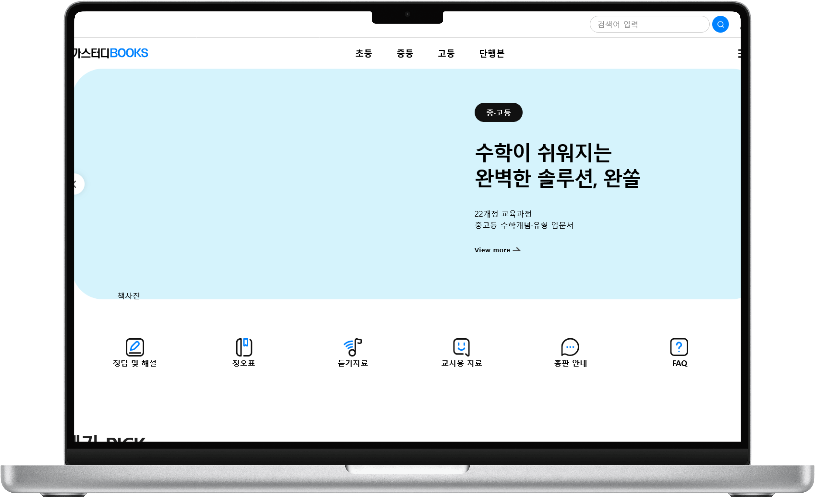 검색어 입력
가스터디BOOKS
초등 중등 고등 단행본
중·고등
수학이 쉬워지는
완벽한 솔루션, 완쏠
22개정 교육과정
중고등 수학개념·유형 입문서
View more
책사진
정답 및 해설 정오표 듣기자료 교사용 자료 총판 안내 FAQ
PICK